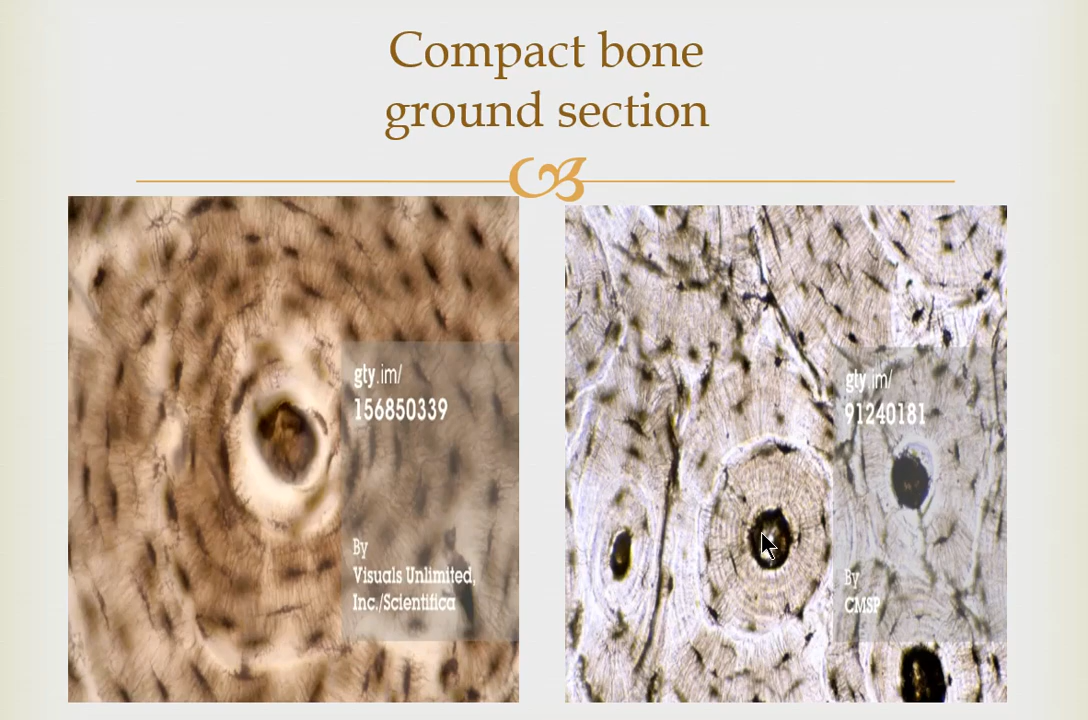 Compact bone
ground section
gty.im/
156850339
By
Visuals Unlimited,
Inc./Scientifica
gty.im/
91240181
By
CMSP